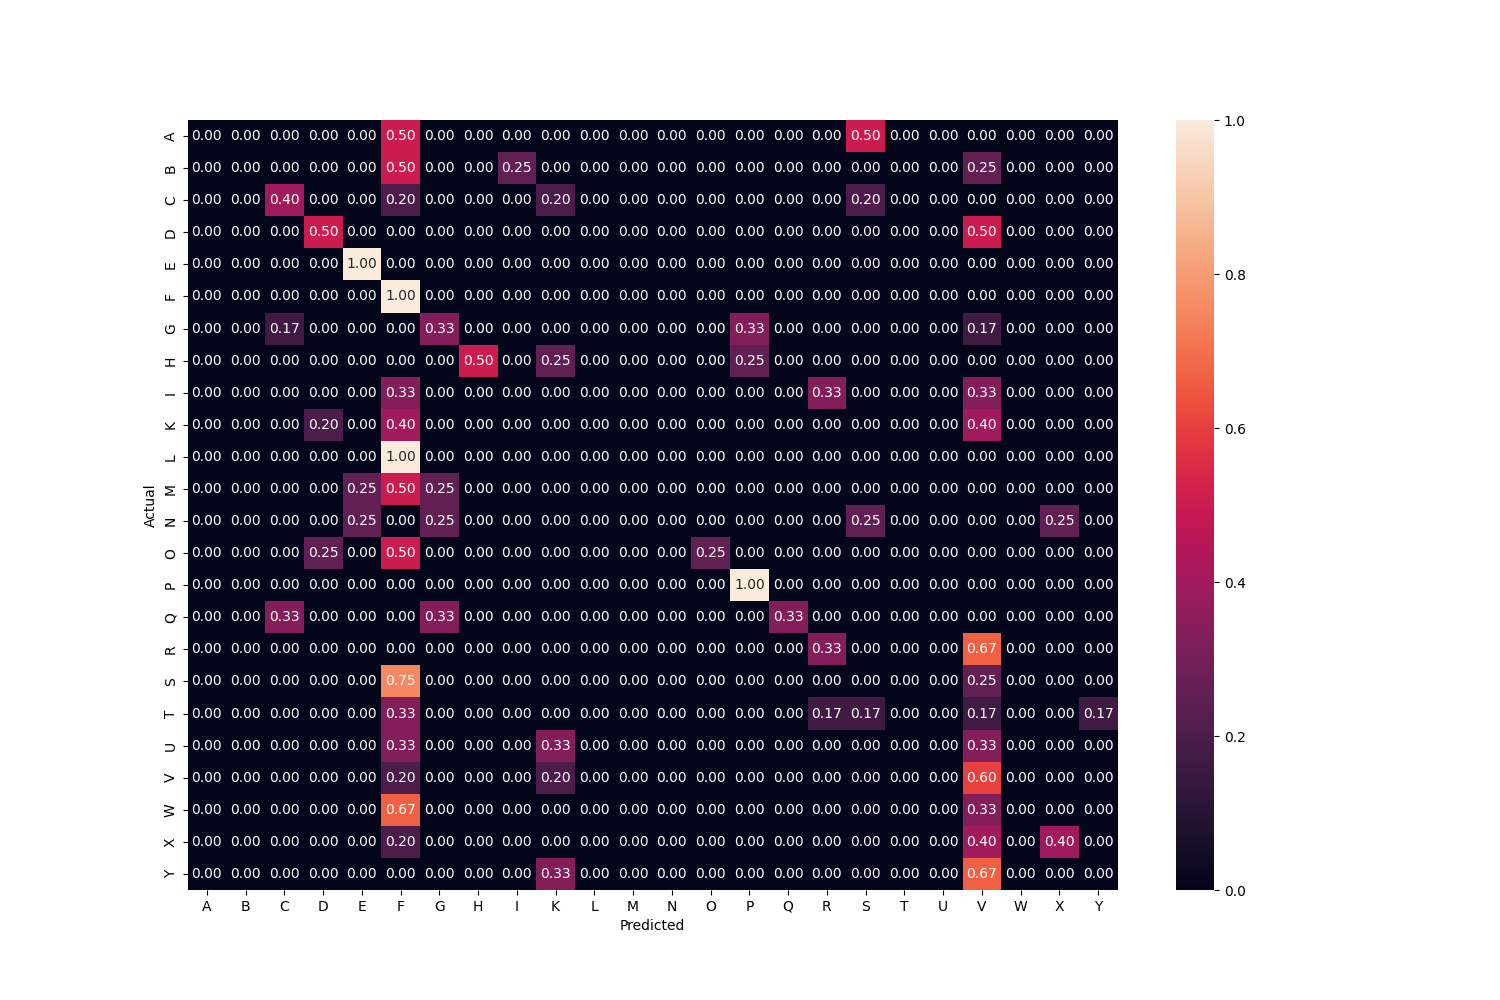 A 0.00 0.00 0.00 0.00 0.00 0.50 0.00 0.00 0.00 0.00 0.00 0.00 0.00 0.00 0.00 0.00 0.00 0.50 0.00 0.00 0.00 0.00 0.00 0.00
B 0.00 0.00 0.00 0.00 0.00 0.50 0.00 0.00 0.25 0.00 0.00 0.00 0.00 0.00 0.00 0.00 0.00 0.00 0.00 0.00 0.25 0.00 0.00 0.00
C 0.00 0.00 0.40 0.00 0.00 0.20 0.00 0.00 0.00 0.20 0.00 0.00 0.00 0.00 0.00 0.00 0.00 0.20 0.00 0.00 0.00 0.00 0.00 0.00
D 0.00 0.00 0.00 0.50 0.00 0.00 0.00 0.00 0.00 0.00 0.00 0.00 0.00 0.00 0.00 0.00 0.00 0.00 0.00 0.00 0.50 0.00 0.00 0.00
E 0.00 0.00 0.00 0.00 1.00 0.00 0.00 0.00 0.00 0.00 0.00 0.00 0.00 0.00 0.00 0.00 0.00 0.00 0.00 0.00 0.00 0.00 0.00 0.00
F 0.00 0.00 0.00 0.00 0.00 1.00 0.00 0.00 0.00 0.00 0.00 0.00 0.00 0.00 0.00 0.00 0.00 0.00 0.00 0.00 0.00 0.00 0.00 0.00
G 0.00 0.00 0.17 0.00 0.00 0.00 0.33 0.00 0.00 0.00 0.00 0.00 0.00 0.00 0.33 0.00 0.00 0.00 0.00 0.00 0.17 0.00 0.00 0.00
H 0.00 0.00 0.00 0.00 0.00 0.00 0.00 0.50 0.00 0.25 0.00 0.00 0.00 0.00 0.25 0.00 0.00 0.00 0.00 0.00 0.00 0.00 0.00 0.00
I 0.00 0.00 0.00 0.00 0.00 0.33 0.00 0.00 0.00 0.00 0.00 0.00 0.00 0.00 0.00 0.00 0.33 0.00 0.00 0.00 0.33 0.00 0.00 0.00
K 0.00 0.00 0.00 0.20 0.00 0.40 0.00 0.00 0.00 0.00 0.00 0.00 0.00 0.00 0.00 0.00 0.00 0.00 0.00 0.00 0.40 0.00 0.00 0.00
L 0.00 0.00 0.00 0.00 0.00 1.00 0.00 0.00 0.00 0.00 0.00 0.00 0.00 0.00 0.00 0.00 0.00 0.00 0.00 0.00 0.00 0.00 0.00 0.00
M 0.00 0.00 0.00 0.00 0.25 0.50 0.25 0.00 0.00 0.00 0.00 0.00 0.00 0.00 0.00 0.00 0.00 0.00 0.00 0.00 0.00 0.00 0.00 0.00
N 0.00 0.00 0.00 0.00 0.25 0.00 0.25 0.00 0.00 0.00 0.00 0.00 0.00 0.00 0.00 0.00 0.00 0.25 0.00 0.00 0.00 0.00 0.25 0.00
O 0.00 0.00 0.00 0.25 0.00 0.50 0.00 0.00 0.00 0.00 0.00 0.00 0.00 0.25 0.00 0.00 0.00 0.00 0.00 0.00 0.00 0.00 0.00 0.00
P 0.00 0.00 0.00 0.00 0.00 0.00 0.00 0.00 0.00 0.00 0.00 0.00 0.00 0.00 1.00 0.00 0.00 0.00 0.00 0.00 0.00 0.00 0.00 0.00
Q 0.00 0.00 0.33 0.00 0.00 0.00 0.33 0.00 0.00 0.00 0.00 0.00 0.00 0.00 0.00 0.33 0.00 0.00 0.00 0.00 0.00 0.00 0.00 0.00
R 0.00 0.00 0.00 0.00 0.00 0.00 0.00 0.00 0.00 0.00 0.00 0.00 0.00 0.00 0.00 0.00 0.33 0.00 0.00 0.00 0.67 0.00 0.00 0.00
S 0.00 0.00 0.00 0.00 0.00 0.75 0.00 0.00 0.00 0.00 0.00 0.00 0.00 0.00 0.00 0.00 0.00 0.00 0.00 0.00 0.25 0.00 0.00 0.00
T 0.00 0.00 0.00 0.00 0.00 0.33 0.00 0.00 0.00 0.00 0.00 0.00 0.00 0.00 0.00 0.00 0.17 0.17 0.00 0.00 0.17 0.00 0.00 0.17
U 0.00 0.00 0.00 0.00 0.00 0.33 0.00 0.00 0.00 0.33 0.00 0.00 0.00 0.00 0.00 0.00 0.00 0.00 0.00 0.00 0.33 0.00 0.00 0.00
V 0.00 0.00 0.00 0.00 0.00 0.20 0.00 0.00 0.00 0.20 0.00 0.00 0.00 0.00 0.00 0.00 0.00 0.00 0.00 0.00 0.60 0.00 0.00 0.00
W 0.00 0.00 0.00 0.00 0.00 0.67 0.00 0.00 0.00 0.00 0.00 0.00 0.00 0.00 0.00 0.00 0.00 0.00 0.00 0.00 0.33 0.00 0.00 0.00
X 0.00 0.00 0.00 0.00 0.00 0.20 0.00 0.00 0.00 0.00 0.00 0.00 0.00 0.00 0.00 0.00 0.00 0.00 0.00 0.00 0.40 0.00 0.40 0.00
Y 0.00 0.00 0.00 0.00 0.00 0.00 0.00 0.00 0.00 0.33 0.00 0.00 0.00 0.00 0.00 0.00 0.00 0.00 0.00 0.00 0.67 0.00 0.00 0.00
A B C D E F G H I K L M N O P Q R S T U V W X Y
Predicted
Actual
1.0
0.8
0.6
0.4
0.2
0.0